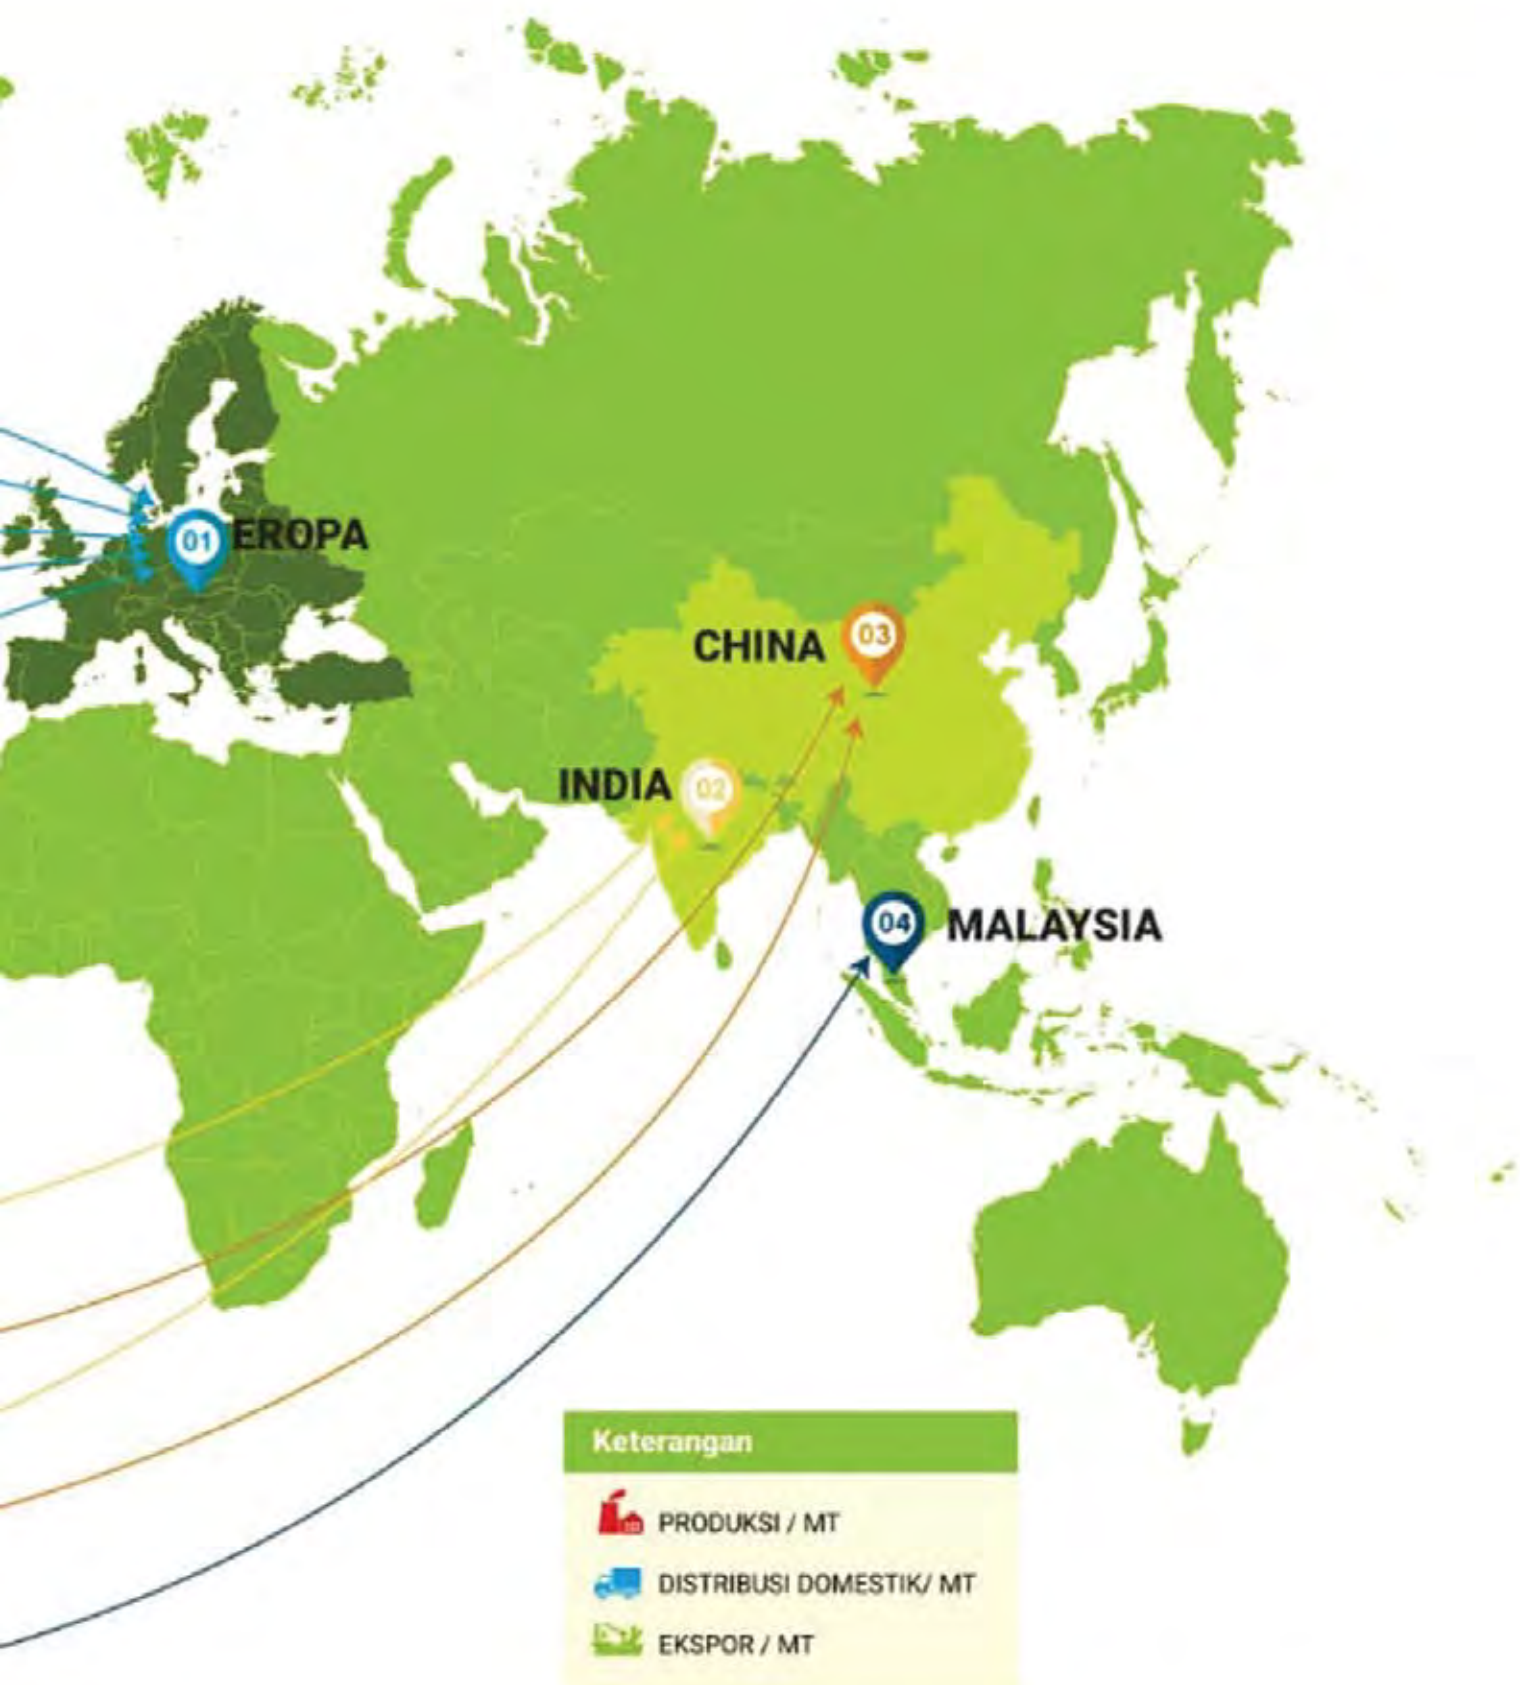 01 EROPA
CHINA 03
INDIA 02
04 MALAYSIA
Keterangan
PRODUKSI / MT
DISTRIBUSI DOMESTIK/ MT
EKSPOR / MT